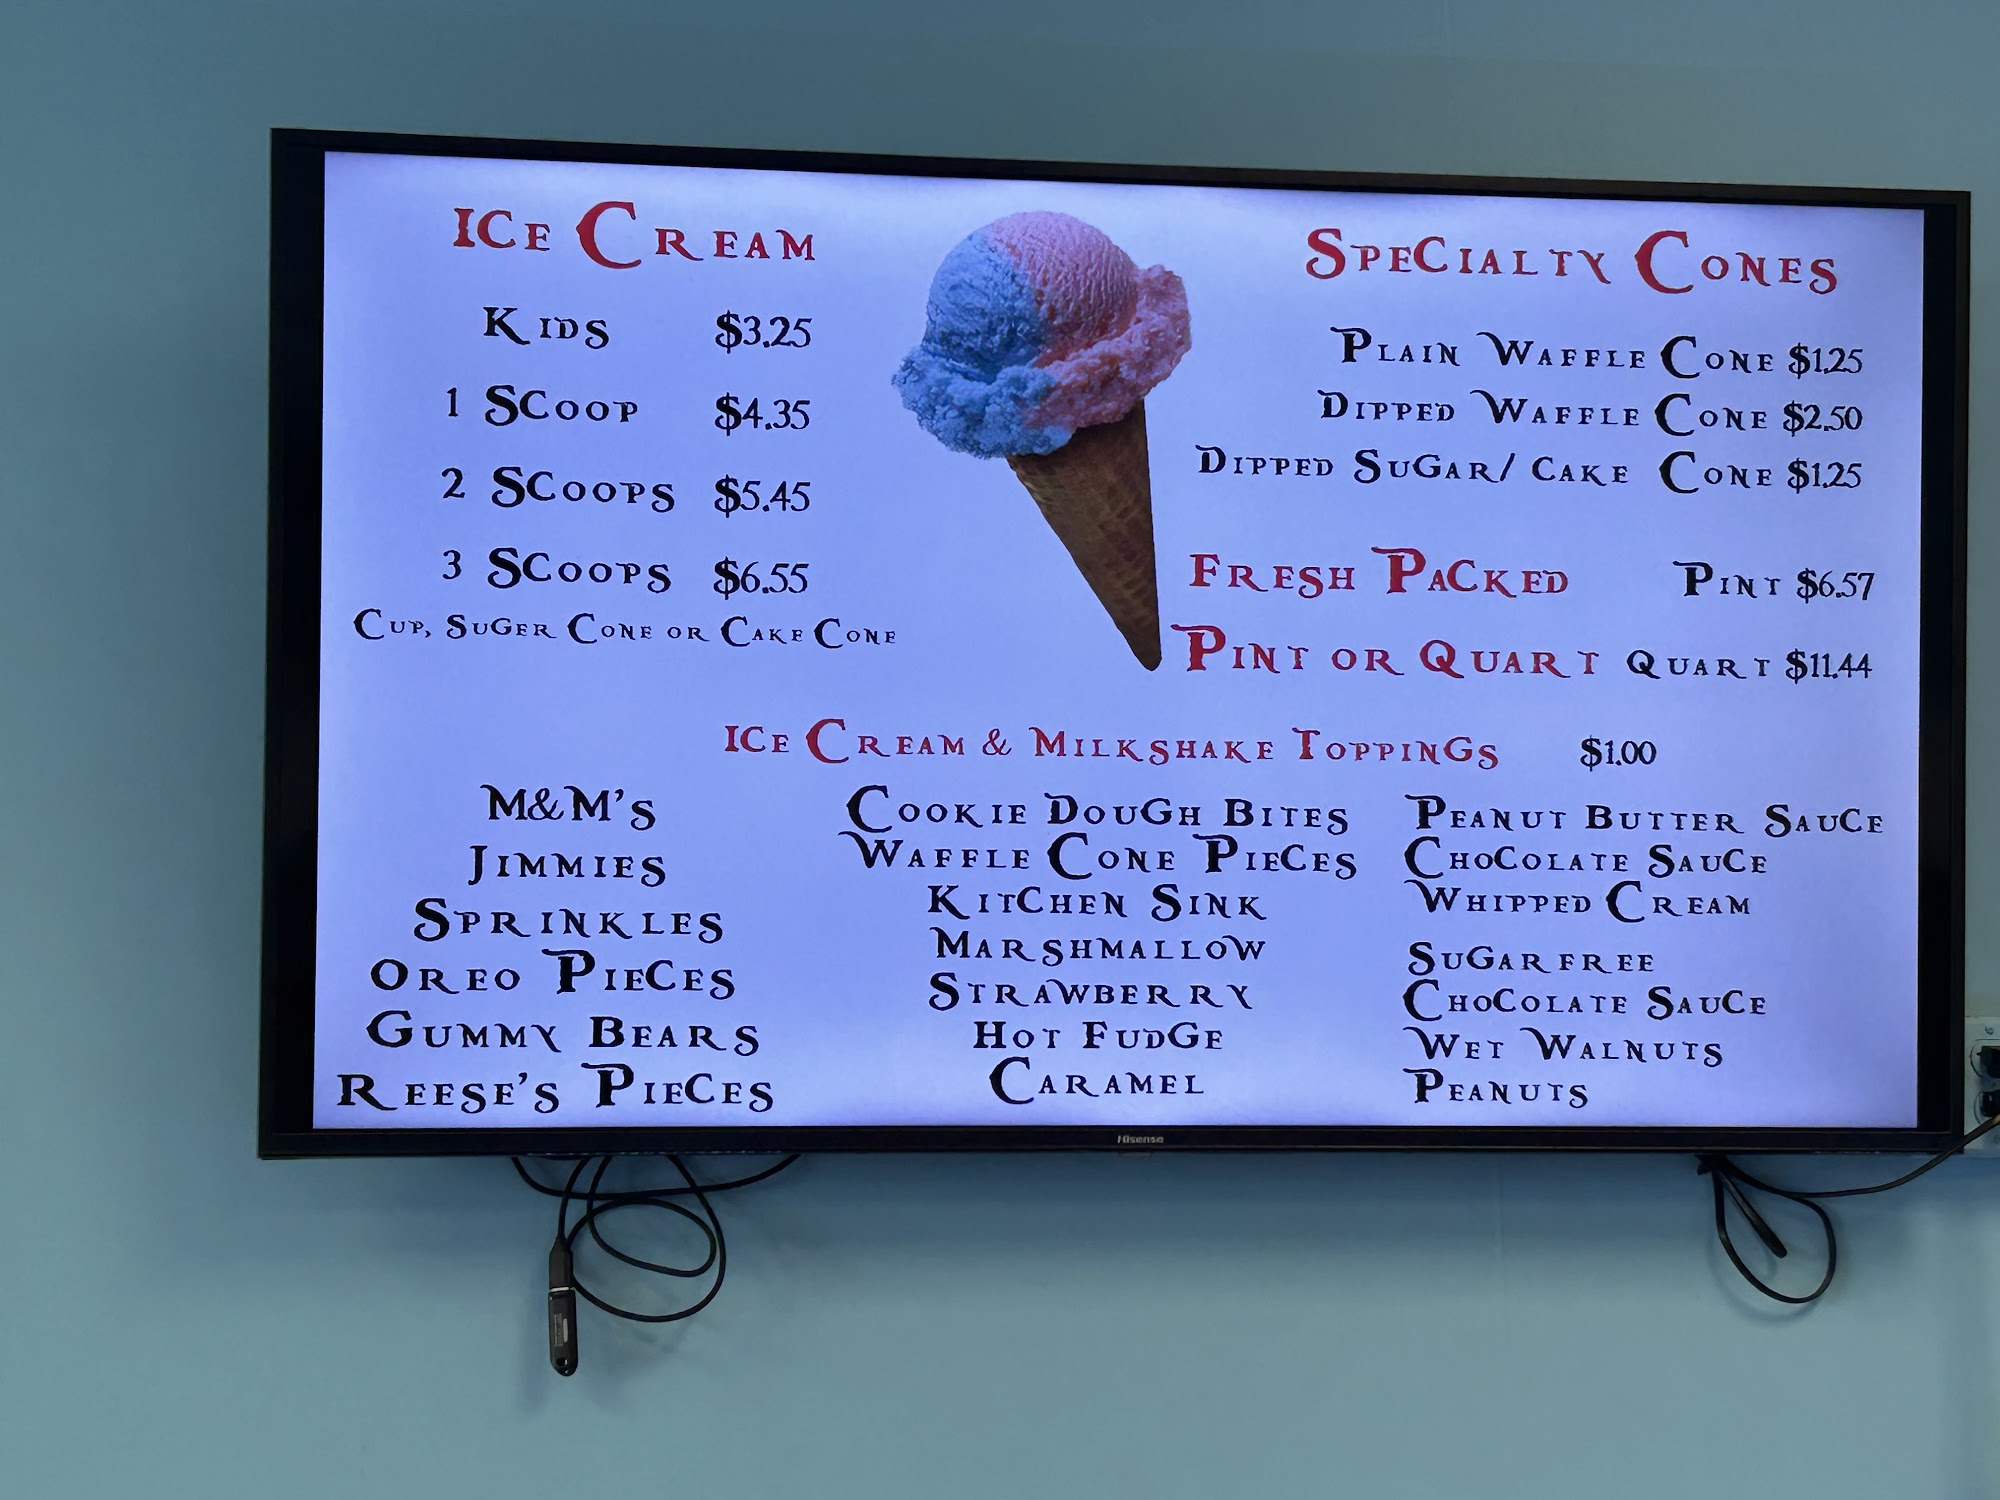 Ice Cream
Kids $3.25
1 Scoop $4.35
2 Scoops $5.45
3 Scoops $6.55
Cup, Suger Cone or Cake Cone
Specialty Cones
Plain Waffle Cone $1.25
Dipped Waffle Cone $2.50
Dipped Sugar/ Cake Cone $1.25
Fresh Packed Pint $6.57
Pint or Quart Quart $11.44
Ice Cream & Milkshake Toppings $1.00
M&M's
Jimmies
Sprinkles
Oreo Pieces
Gummy Bears
Reese's Pieces
Cookie Dough Bites
Waffle Cone Pieces
Kitchen Sink
Marshmallow
Strawberry
Hot Fudge
Caramel
Peanut Butter Sauce
Chocolate Sauce
Whipped Cream
Sugar free
Chocolate Sauce
Wet Walnuts
Peanuts
Hisense